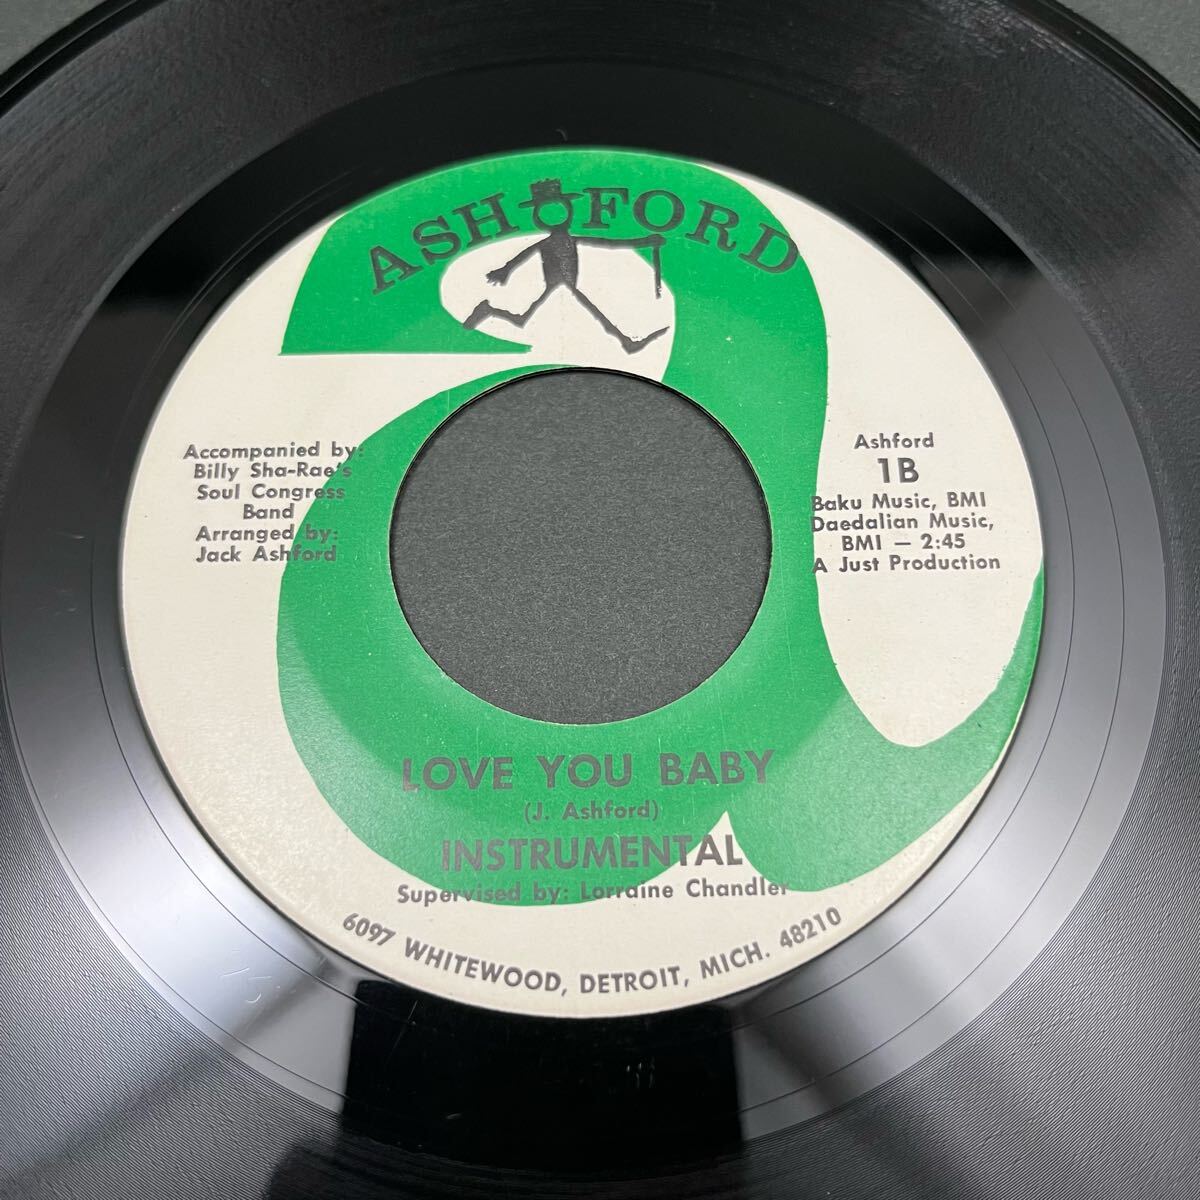 ASHFORD
Accompanied by:
Billy Sha-Rae's
Soul Congress
Band
Arranged by:
Jack Ashford
Ashford
1B
Baku Music, BMI
Daedalian Music,
BMI — 2:45
A Just Production
LOVE YOU BABY
(J. Ashford)
INSTRUMENTAL
Supervised by: Lorraine Chandler
6097 WHITEWOOD, DETROIT, MICH. 48210